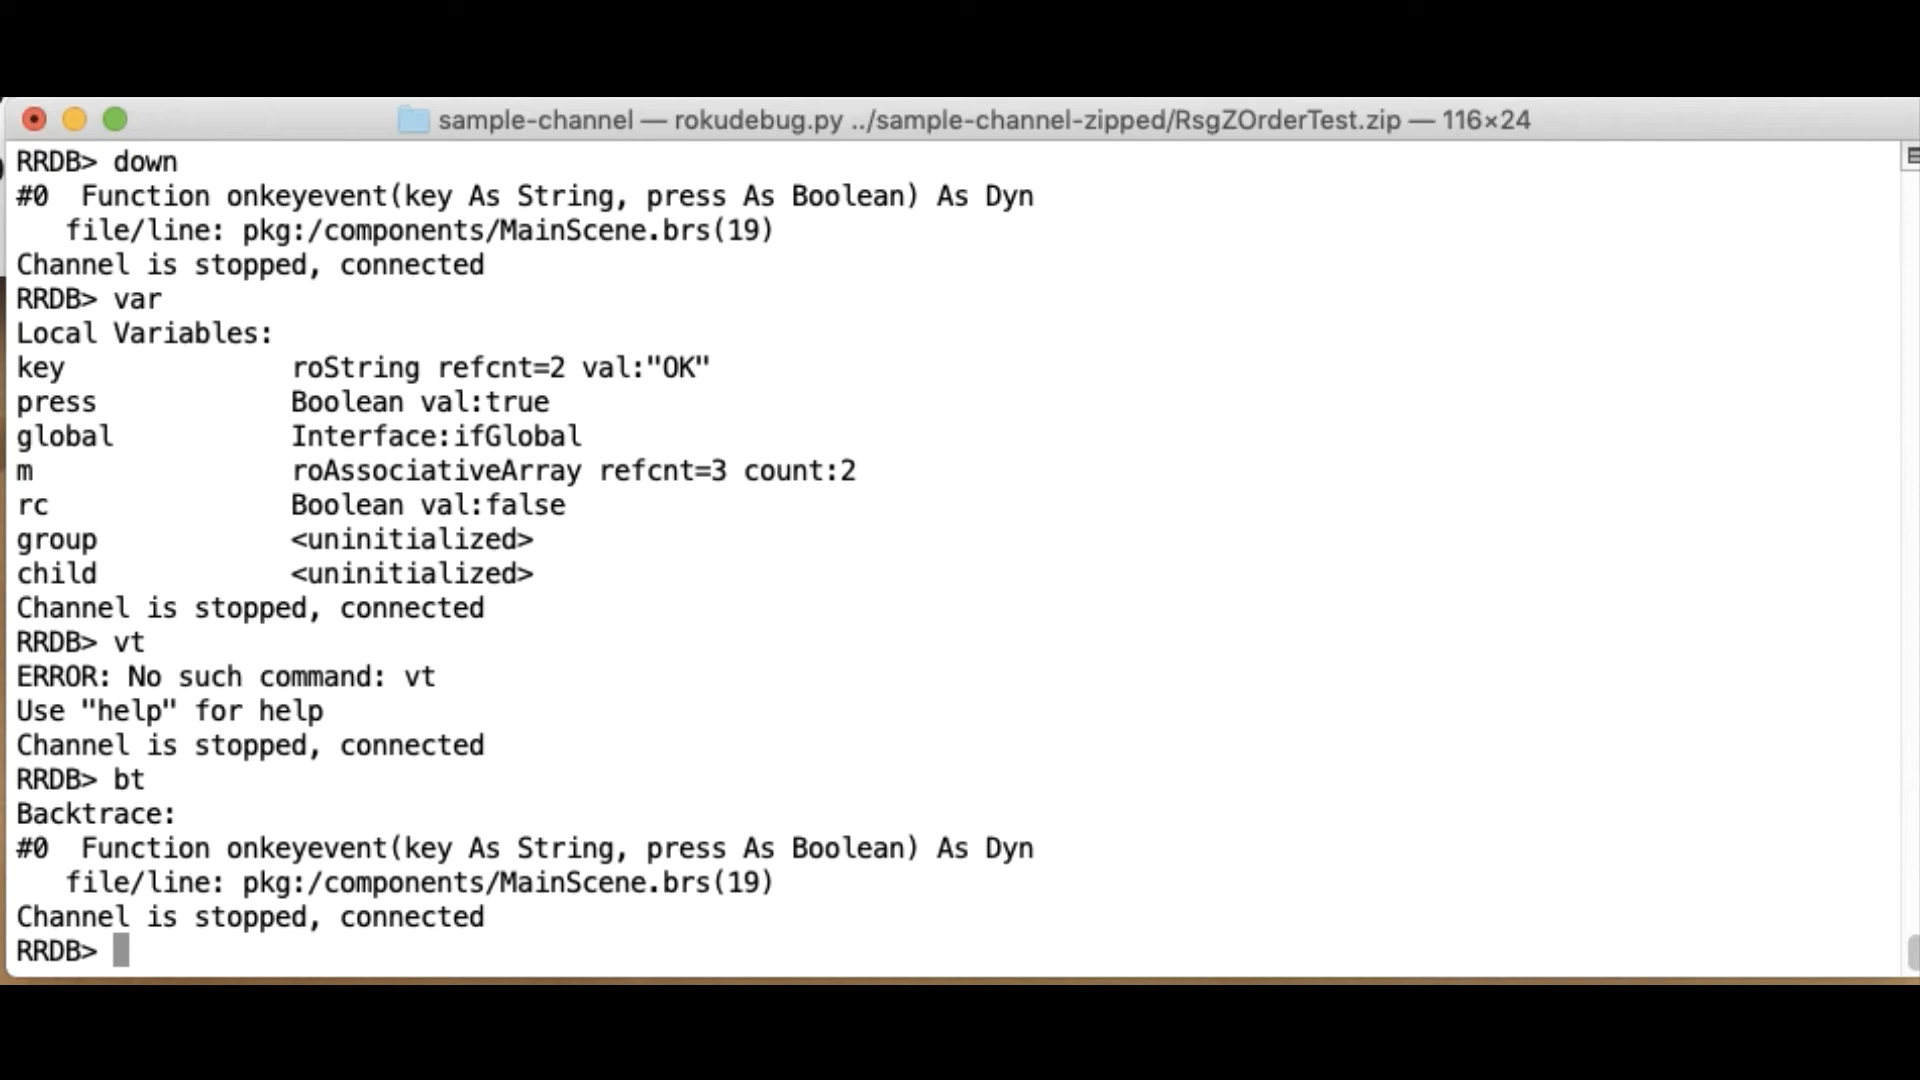 sample-channel — rokudebug.py ../sample-channel-zipped/RsgZOrderTest.zip — 116×24
RRDB> down
#0  Function onkeyevent(key As String, press As Boolean) As Dyn
   file/line: pkg:/components/MainScene.brs(19)
Channel is stopped, connected
RRDB> var
Local Variables:
key              roString refcnt=2 val:"OK"
press            Boolean val:true
global           Interface:ifGlobal
m                roAssociativeArray refcnt=3 count:2
rc               Boolean val:false
group            <uninitialized>
child            <uninitialized>
Channel is stopped, connected
RRDB> vt
ERROR: No such command: vt
Use "help" for help
Channel is stopped, connected
RRDB> bt
Backtrace:
#0  Function onkeyevent(key As String, press As Boolean) As Dyn
   file/line: pkg:/components/MainScene.brs(19)
Channel is stopped, connected
RRDB>